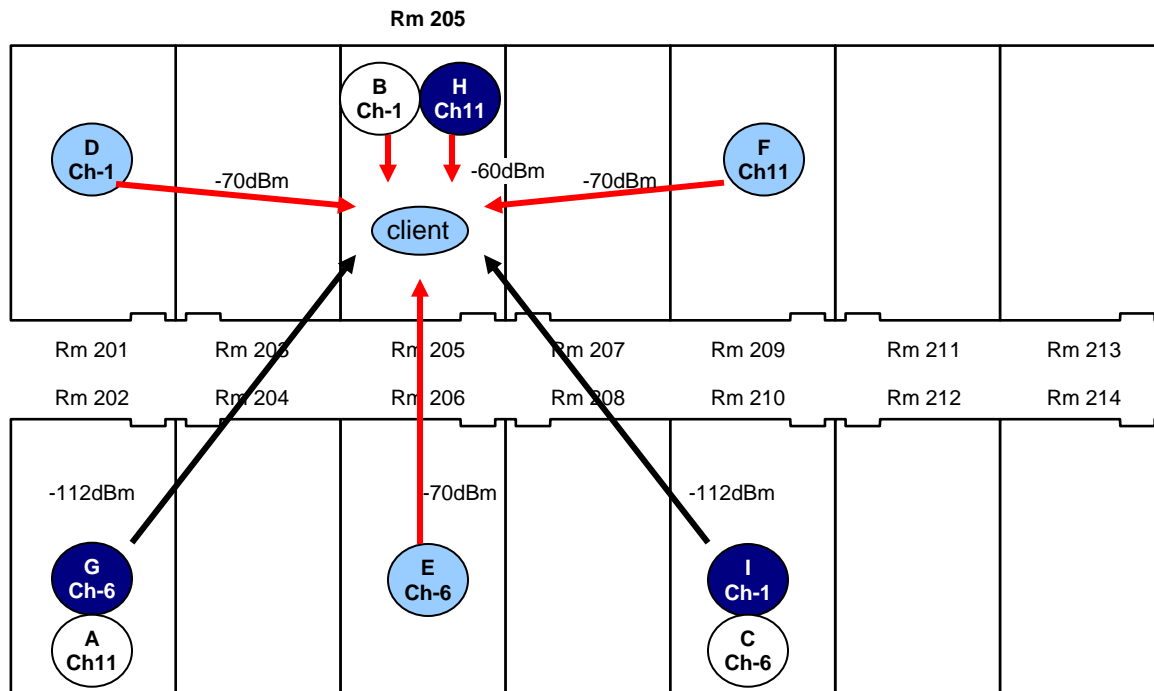 Rm 205
B
Ch-1
H
Ch11
D
Ch-1
F
Ch11
-70dBm
-60dBm
-70dBm
client
Rm 201
Rm 203
Rm 205
Rm 207
Rm 209
Rm 211
Rm 213
Rm 202
Rm 204
Rm 206
Rm 208
Rm 210
Rm 212
Rm 214
-112dBm
-70dBm
-112dBm
G
Ch-6
E
Ch-6
I
Ch-1
A
Ch11
C
Ch-6